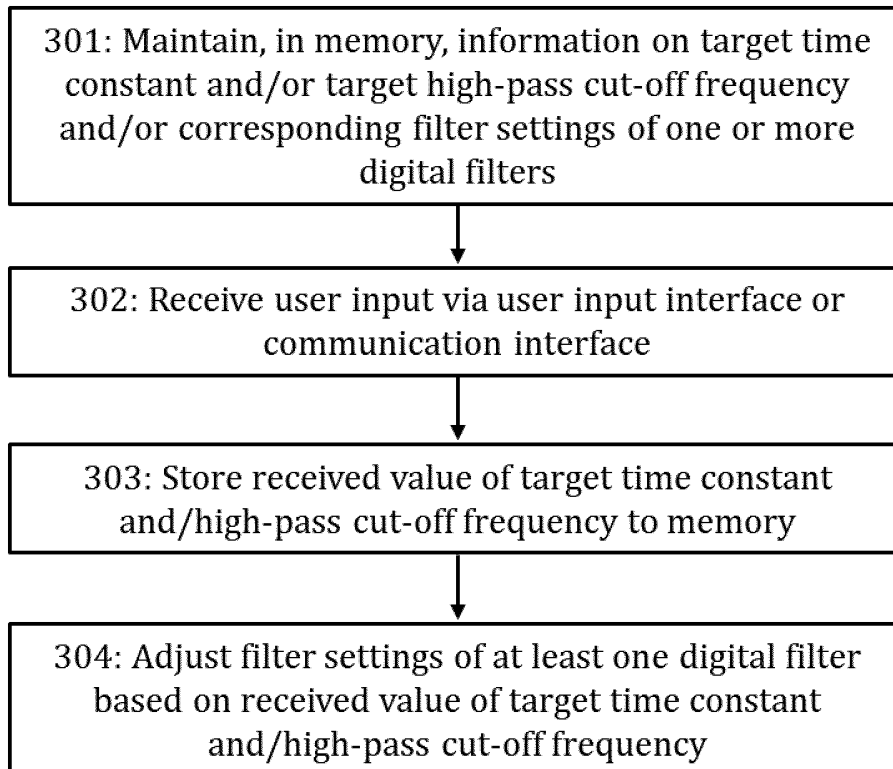 301: Maintain, in memory, information on target time
constant and/or target high-pass cut-off frequency
and/or corresponding filter settings of one or more
digital filters
302: Receive user input via user input interface or
communication interface
303: Store received value of target time constant
and/high-pass cut-off frequency to memory
304: Adjust filter settings of at least one digital filter
based on received value of target time constant
and/high-pass cut-off frequency